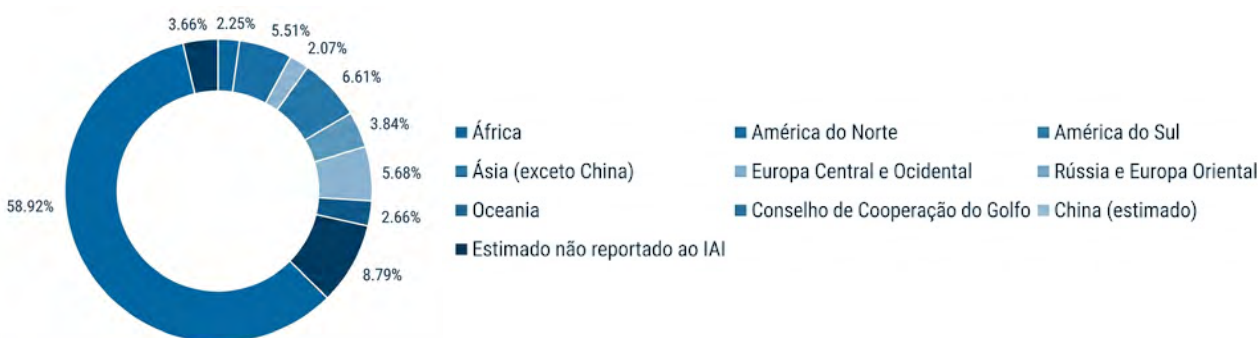 3.66%
2.25%
5.51%
2.07%
6.61%
3.84%
5.68%
2.66%
8.79%
58.92%
África
América do Norte
América do Sul
Ásia (exceto China)
Europa Central e Ocidental
Rússia e Europa Oriental
Oceania
Conselho de Cooperação do Golfo
China (estimado)
Estimado não reportado ao IAI